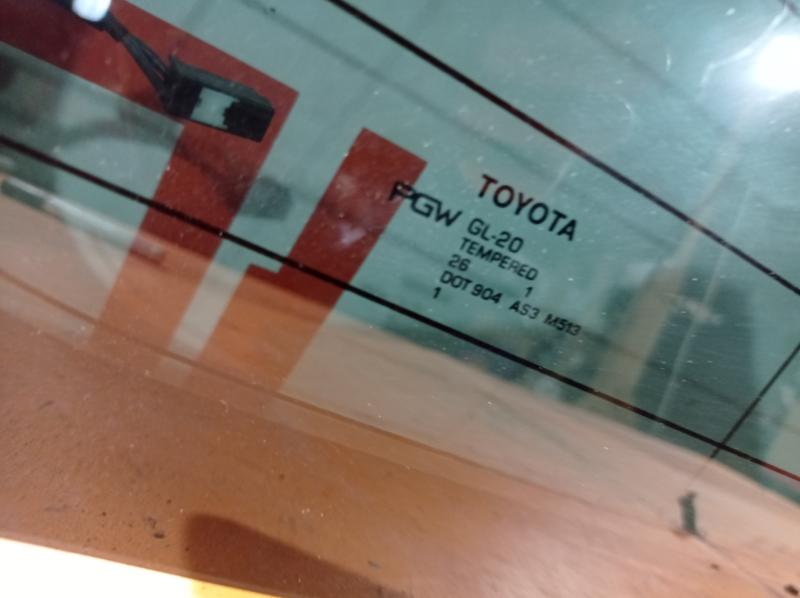 TOYOTA
PGW GL-20
TEMPERED
26 1
DOT 904 AS3 M513
1